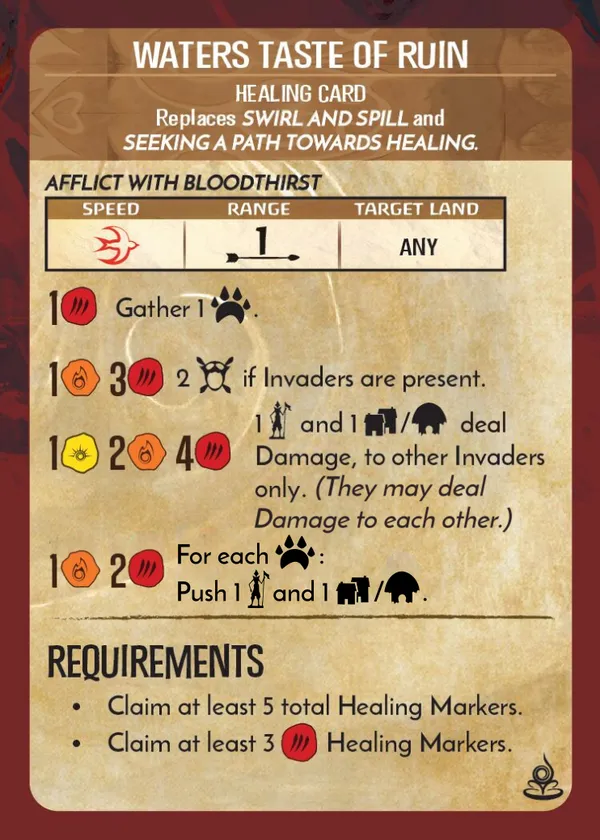 WATERS TASTE OF RUIN
HEALING CARD
Replaces SWIRL AND SPILL and
SEEKING A PATH TOWARDS HEALING.
AFFLICT WITH BLOODTHIRST
SPEED RANGE TARGET LAND
1 ANY
1 Gather 1 .
1 3 2 if Invaders are present.
1 and 1 / deal
1 2 4 Damage, to other Invaders
only. (They may deal
Damage to each other.)
For each :
1 2 Push 1 and 1 / .
REQUIREMENTS
• Claim at least 5 total Healing Markers.
• Claim at least 3 Healing Markers.